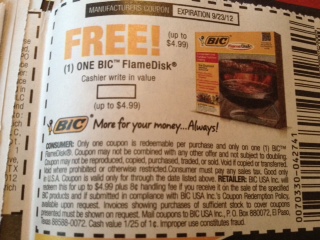 MANUFACTURERS COUPON EXPIRATION 9/23/12
FREE! (up to $4.99)
(1) ONE BIC™ FlameDisk®
Cashier write in value
(up to $4.99)
BIC
FlameDisk
BIC® More for your money...Always!
CONSUMER: Only one coupon is redeemable per purchase and only on one (1) BIC™
FlameDisk®. Coupon may not be combined with any other offer and not subject to doubling.
Coupon may not be reproduced, copied, purchased, traded, or sold. Void if copied or transferred,
where prohibited or otherwise restricted. Consumer must pay any sales tax. Good only
in U.S.A. Coupon is valid only for through the date listed above. RETAILER: BIC USA Inc. will
redeem this for up to $4.99 plus 8¢ handling fee if you receive it on the sale of the specified
BIC products and if submitted in compliance with BIC USA Inc.'s Coupon Redemption Policy,
available upon request. Invoices showing purchases of sufficient stock to cover coupons
presented must be shown on request. Mail coupons to BIC USA Inc., P.O. Box 880072, El Paso,
Texas 88588-0072. Cash value 1/25 of 1¢. Improper use constitutes fraud.
0070330-042741